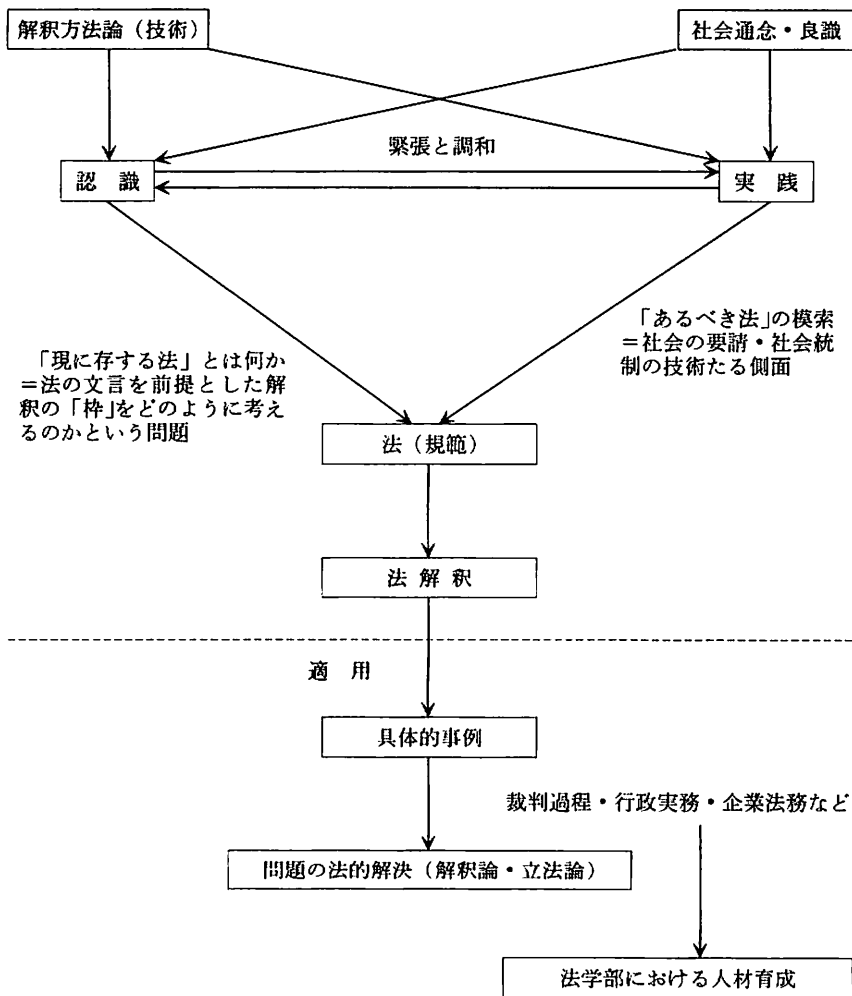 解釈方法論（技術）
社会通念・良識
緊張と調和
認　識
実　践
「あるべき法」の模索
＝社会の要請・社会統
制の技術たる側面
「現に存する法」とは何か
＝法の文言を前提とした解
釈の「枠」をどのように考え
るのかという問題
法（規範）
法 解 釈
適　用
具体的事例
裁判過程・行政実務・企業法務など
問題の法的解決（解釈論・立法論）
法学部における人材育成